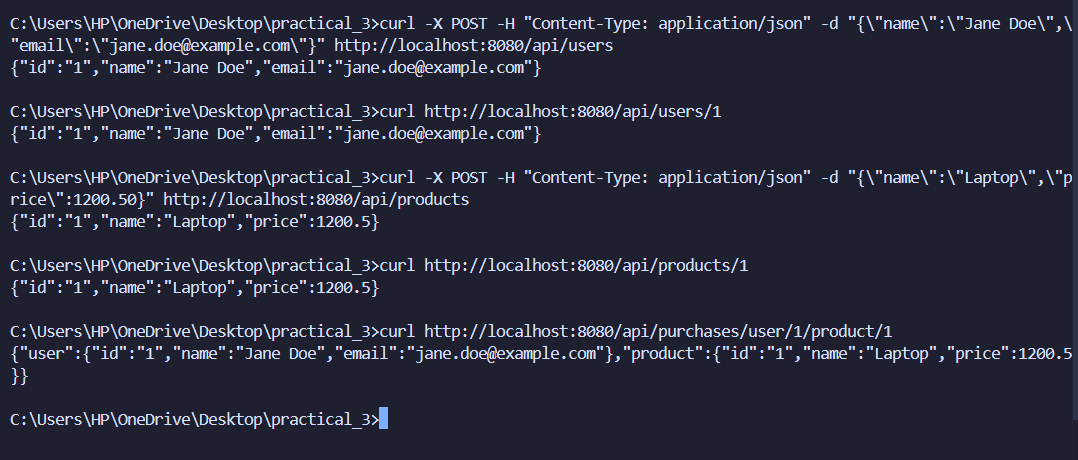 C:\Users\HP\OneDrive\Desktop\practical_3>curl -X POST -H "Content-Type: application/json" -d "{\"name\":\"Jane Doe\",\
"email\":\"jane.doe@example.com\"}" http://localhost:8080/api/users
{"id":"1","name":"Jane Doe","email":"jane.doe@example.com"}
C:\Users\HP\OneDrive\Desktop\practical_3>curl http://localhost:8080/api/users/1
{"id":"1","name":"Jane Doe","email":"jane.doe@example.com"}
C:\Users\HP\OneDrive\Desktop\practical_3>curl -X POST -H "Content-Type: application/json" -d "{\"name\":\"Laptop\",\"p
rice\":1200.50}" http://localhost:8080/api/products
{"id":"1","name":"Laptop","price":1200.5}
C:\Users\HP\OneDrive\Desktop\practical_3>curl http://localhost:8080/api/products/1
{"id":"1","name":"Laptop","price":1200.5}
C:\Users\HP\OneDrive\Desktop\practical_3>curl http://localhost:8080/api/purchases/user/1/product/1
{"user":{"id":"1","name":"Jane Doe","email":"jane.doe@example.com"},"product":{"id":"1","name":"Laptop","price":1200.5
}}
C:\Users\HP\OneDrive\Desktop\practical_3>